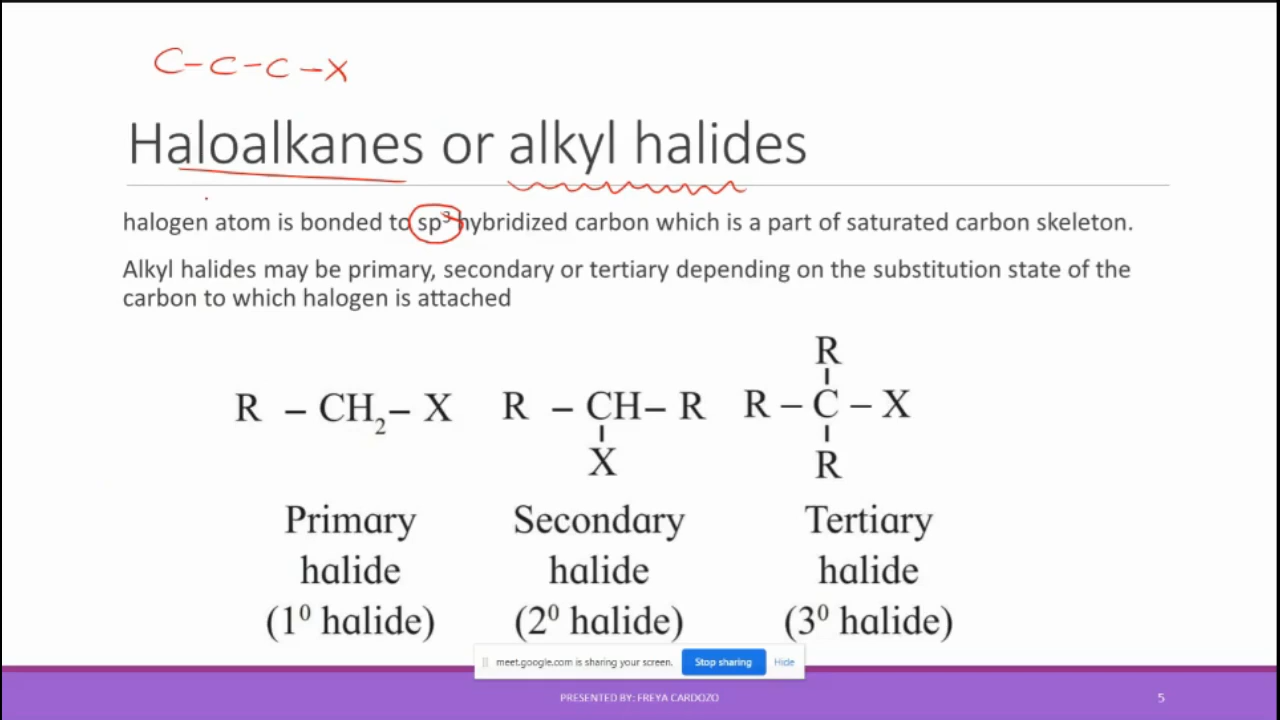 C-C-C-X
Haloalkanes or alkyl halides
halogen atom is bonded to sp³ hybridized carbon which is a part of saturated carbon skeleton.
Alkyl halides may be primary, secondary or tertiary depending on the substitution state of the
carbon to which halogen is attached
R – CH₂– X
R – CH– R
X
R
R – C – X
R
Primary
halide
(1⁰ halide)
Secondary
halide
(2⁰ halide)
Tertiary
halide
(3⁰ halide)
meet.google.com is sharing your screen. Stop sharing Hide
PRESENTED BY: FREYA CARDOZO 5